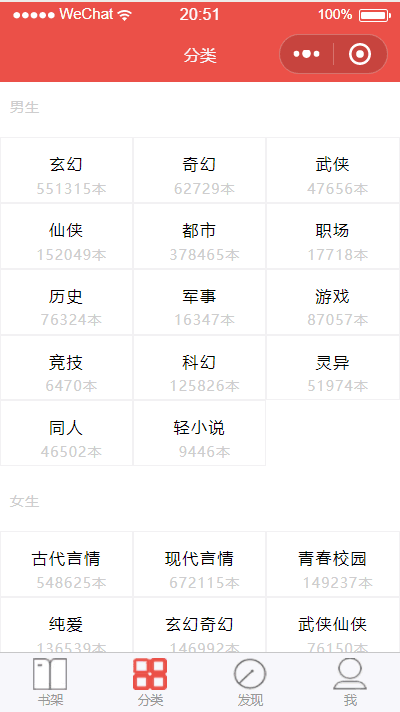 WeChat 20:51 100%
分类
男生
玄幻 奇幻 武侠
551315本 62729本 47656本
仙侠 都市 职场
152049本 378465本 17718本
历史 军事 游戏
76324本 16347本 87057本
竞技 科幻 灵异
6470本 125826本 51974本
同人 轻小说
46502本 9446本
女生
古代言情 现代言情 青春校园
548625本 672115本 149237本
纯爱 玄幻奇幻 武侠仙侠
136539本 146992本 76150本
书架 分类 发现 我